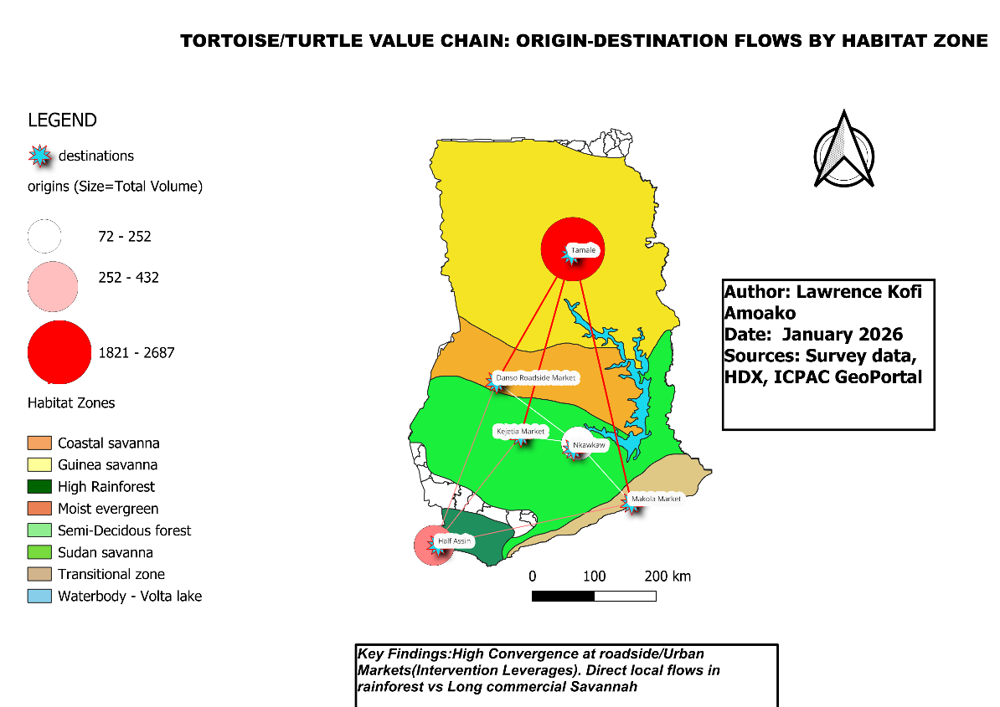 TORTOISE/TURTLE VALUE CHAIN: ORIGIN-DESTINATION FLOWS BY HABITAT ZONE
LEGEND
destinations
origins (Size=Total Volume)
72 - 252
252 - 432
1821 - 2687
Habitat Zones
Coastal savanna
Guinea savanna
High Rainforest
Moist evergreen
Semi-Decidous forest
Sudan savanna
Transitional zone
Waterbody - Volta lake
Tamale
Danso Roadside Market
Kejetia Market
Nkawkaw
Makola Market
Half Assin
0 100 200 km
Author: Lawrence Kofi
Amoako
Date: January 2026
Sources: Survey data,
HDX, ICPAC GeoPortal
Key Findings:High Convergence at roadside/Urban
Markets(Intervention Leverages). Direct local flows in
rainforest vs Long commercial Savannah